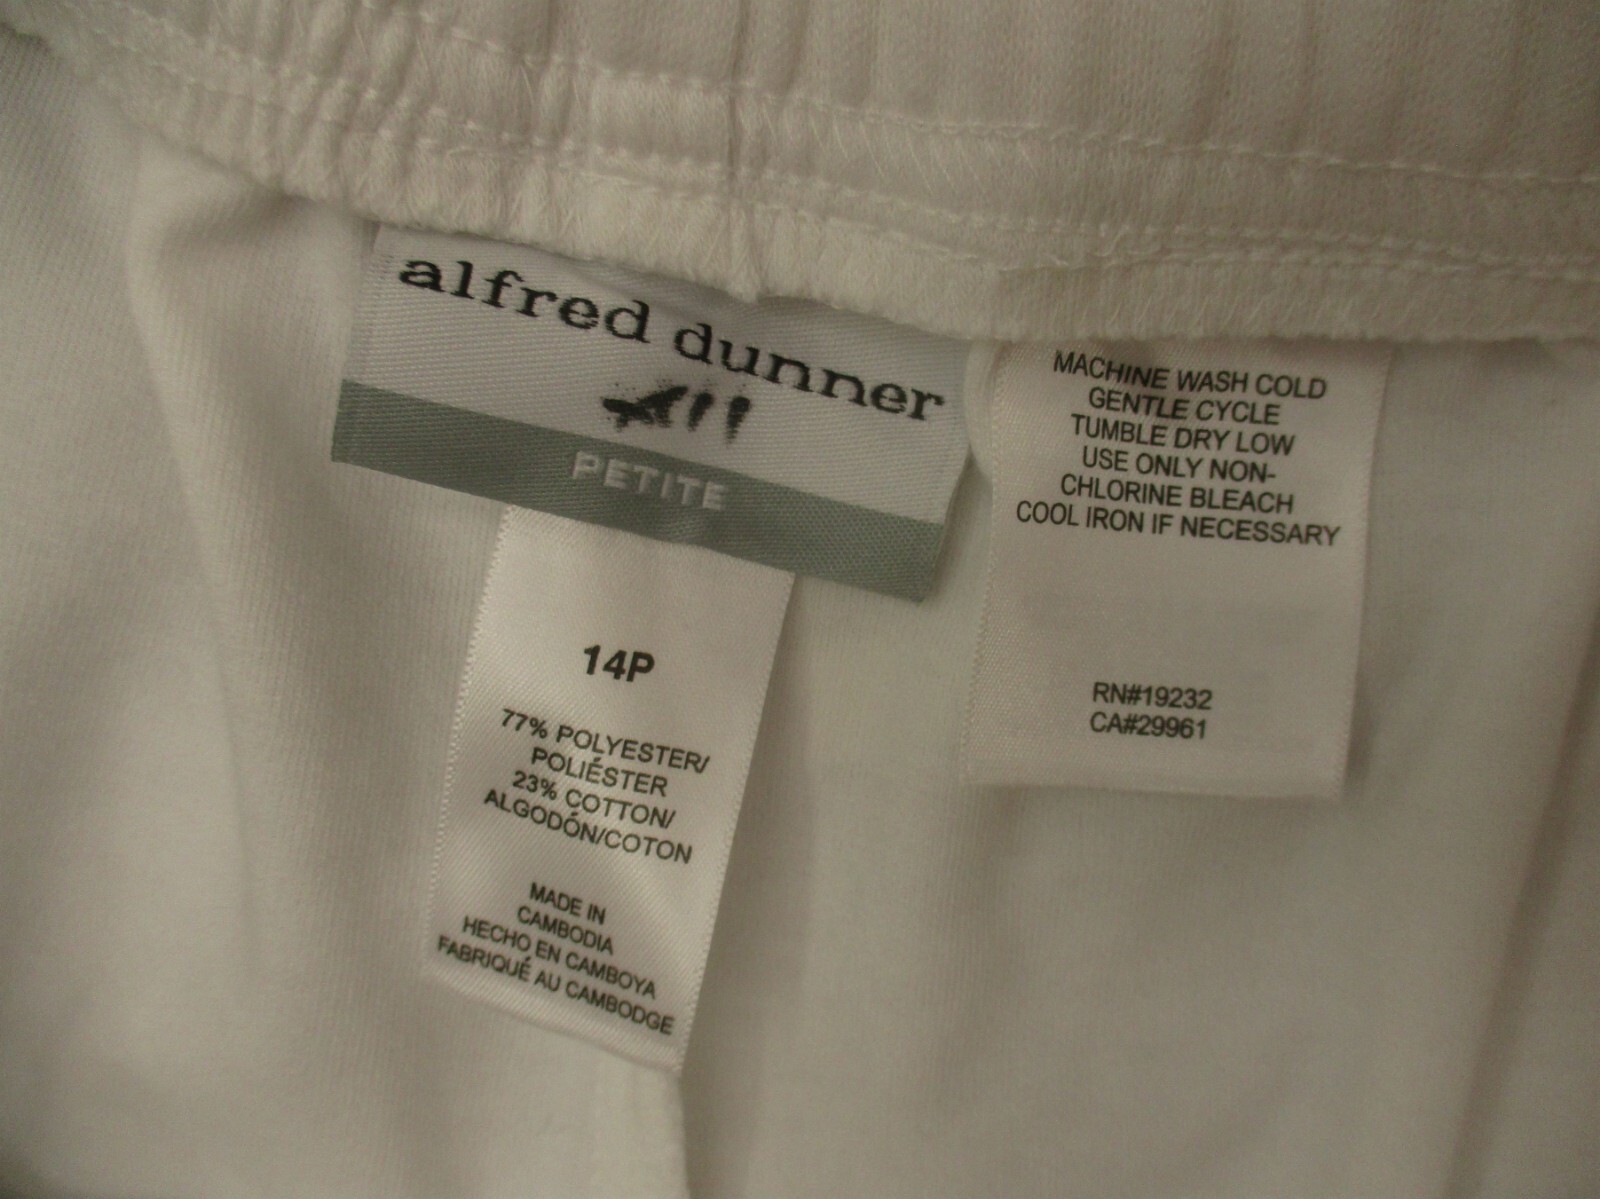 alfred dunner
PETITE
14P
77% POLYESTER/
POLIÉSTER
23% COTTON/
ALGODÓN/COTON
MADE IN
CAMBODIA
HECHO EN CAMBOYA
FABRIQUÉ AU CAMBODGE
MACHINE WASH COLD
GENTLE CYCLE
TUMBLE DRY LOW
USE ONLY NON-
CHLORINE BLEACH
COOL IRON IF NECESSARY
RN#19232
CA#29961